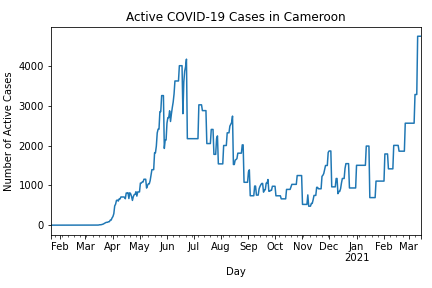 Active COVID-19 Cases in Cameroon
Number of Active Cases
4000
3000
2000
1000
0
Feb Mar Apr May Jun Jul Aug Sep Oct Nov Dec Jan Feb Mar
2021
Day